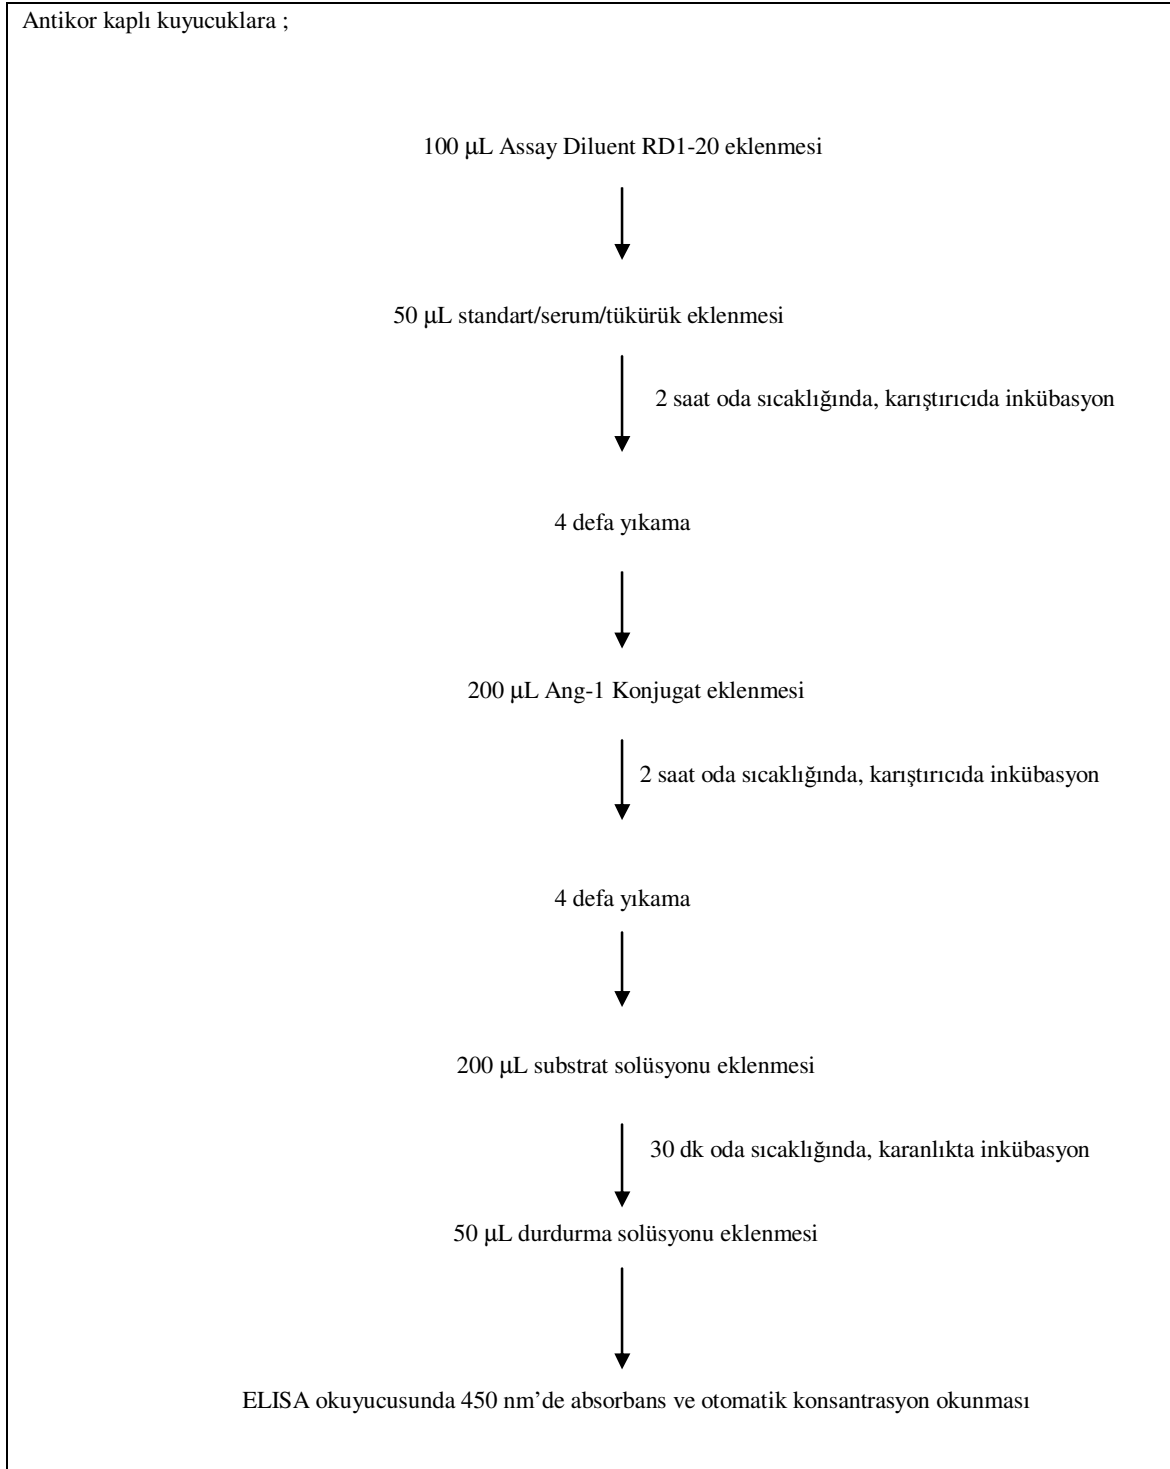 Antikor kaplı kuyucuklara ;
100 µL Assay Diluent RD1-20 eklenmesi
50 µL standart/serum/tükürük eklenmesi
2 saat oda sıcaklığında, karıştırıcıda inkübasyon
4 defa yıkama
200 µL Ang-1 Konjugat eklenmesi
2 saat oda sıcaklığında, karıştırıcıda inkübasyon
4 defa yıkama
200 µL substrat solüsyonu eklenmesi
30 dk oda sıcaklığında, karanlıkta inkübasyon
50 µL durdurma solüsyonu eklenmesi
ELISA okuyucusunda 450 nm’de absorbans ve otomatik konsantrasyon okunması